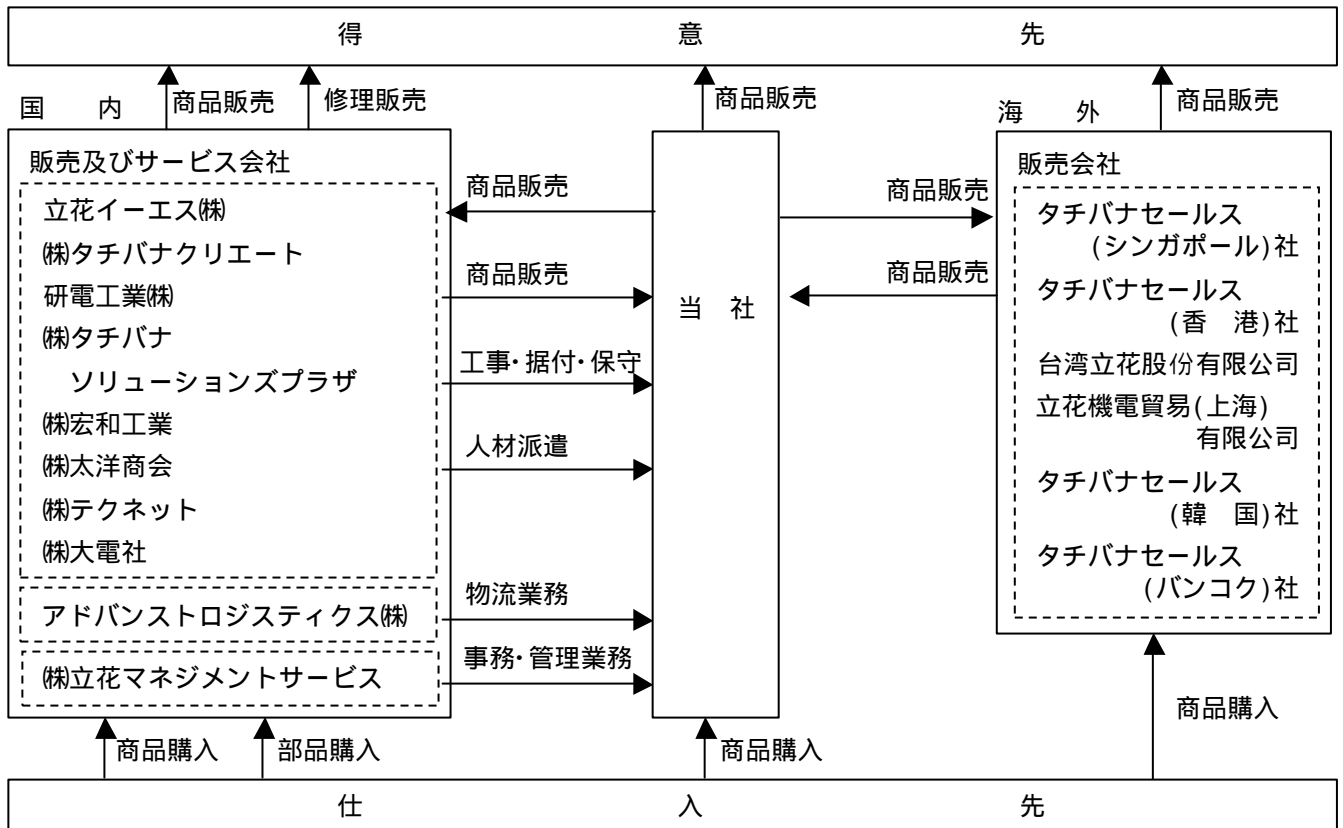 得　意　先
国　内
商品販売
修理販売
商品販売
海　外
商品販売
販売及びサービス会社
立花イーエス㈱
㈱タチバナクリエート
研電工業㈱
㈱タチバナ
ソリューションズプラザ
㈱宏和工業
㈱太洋商会
㈱テクネット
㈱大電社
アドバンストロジスティクス㈱
㈱立花マネジメントサービス
商品販売
商品販売
工事・据付・保守
人材派遣
物流業務
事務・管理業務
当　社
商品販売
商品販売
販売会社
タチバナセールス
(シンガポール)社
タチバナセールス
(香　港)社
台湾立花股份有限公司
立花機電貿易(上海)
有限公司
タチバナセールス
(韓　国)社
タチバナセールス
(バンコク)社
商品購入
部品購入
商品購入
商品購入
仕　入　先